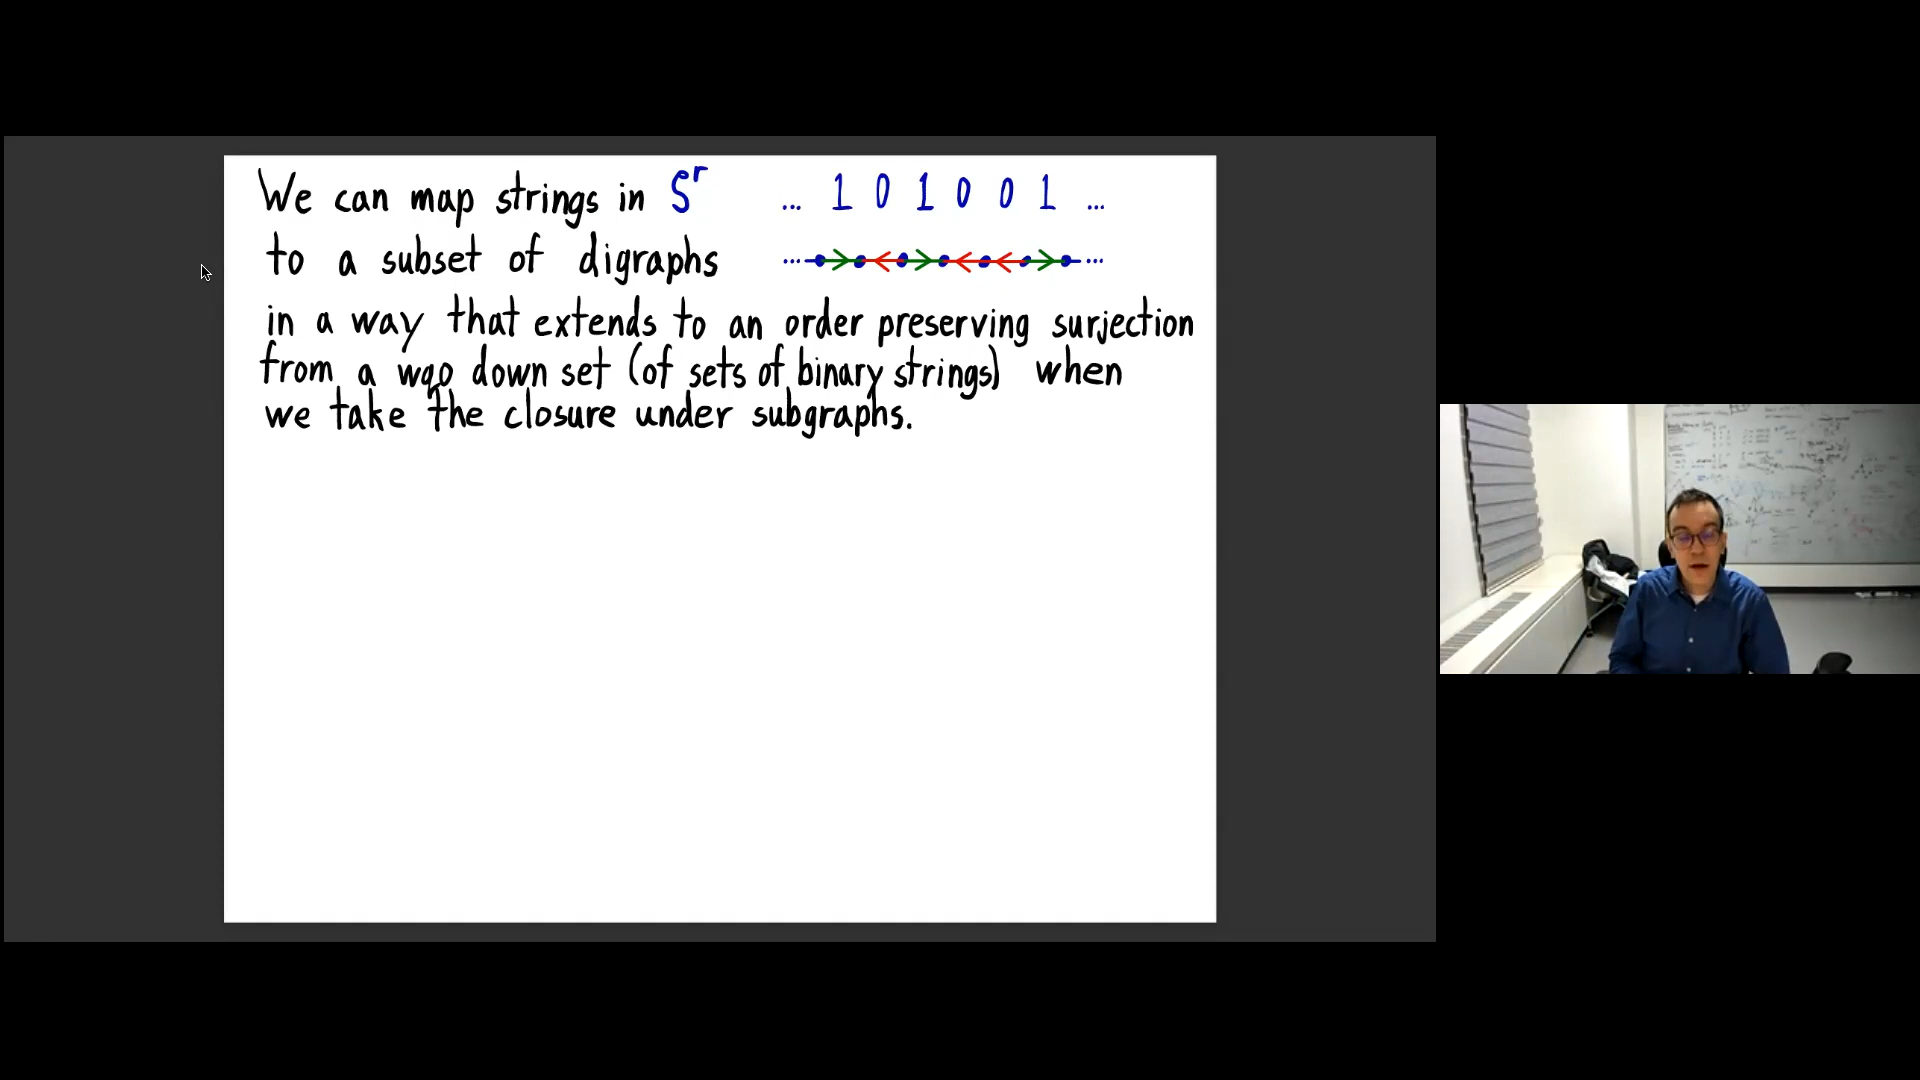 We can map strings in Sʳ ... 1 0 1 0 0 1 ...
to a subset of digraphs ... ...
in a way that extends to an order preserving surjection
from a wqo down set (of sets of binary strings) when
we take the closure under subgraphs.